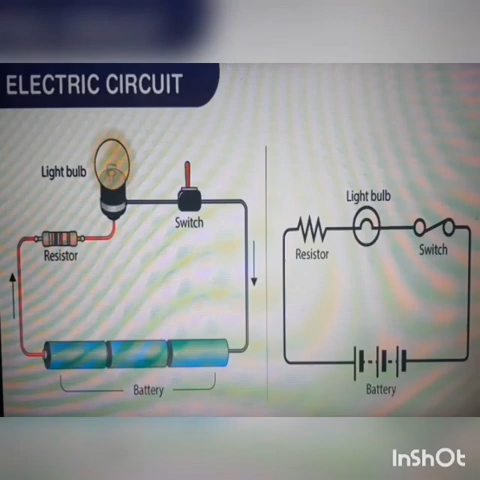 ELECTRIC CIRCUIT
Light bulb
Switch
Resistor
Battery
Light bulb
Resistor
Switch
Battery
InShOt